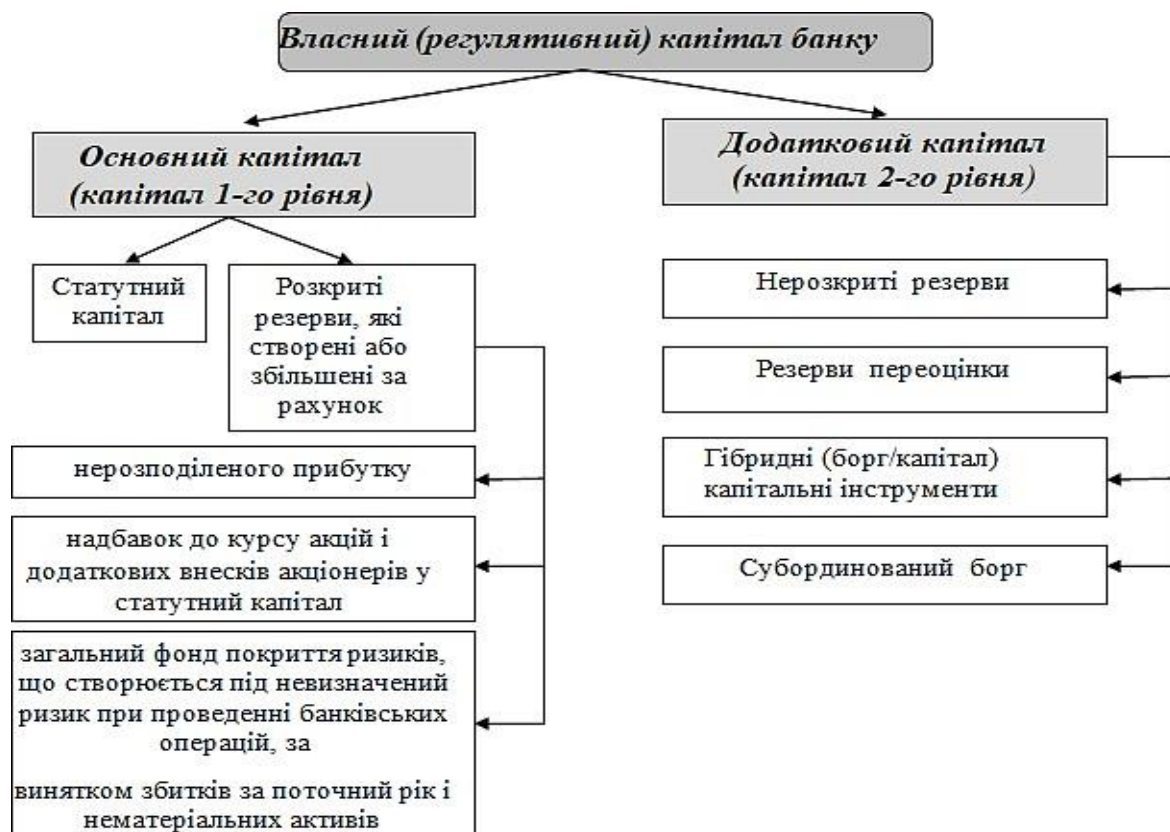 Власний (регулятивний) капітал банку
Основний капітал
(капітал 1-го рівня)
Додатковий капітал
(капітал 2-го рівня)
Статутний
капітал
Розкриті
резерви, які
створені або
збільшені за
рахунок
нерозподіленого прибутку
надбавок до курсу акцій і
додаткових внесків акціонерів у
статутний капітал
загальний фонд покриття ризиків,
що створюється під невизначений
ризик при проведенні банківських
операцій, за
винятком збитків за поточний рік і
нематеріальних активів
Нерозкриті резерви
Резерви переоцінки
Гібридні (борг/капітал)
капітальні інструменти
Субординований борг